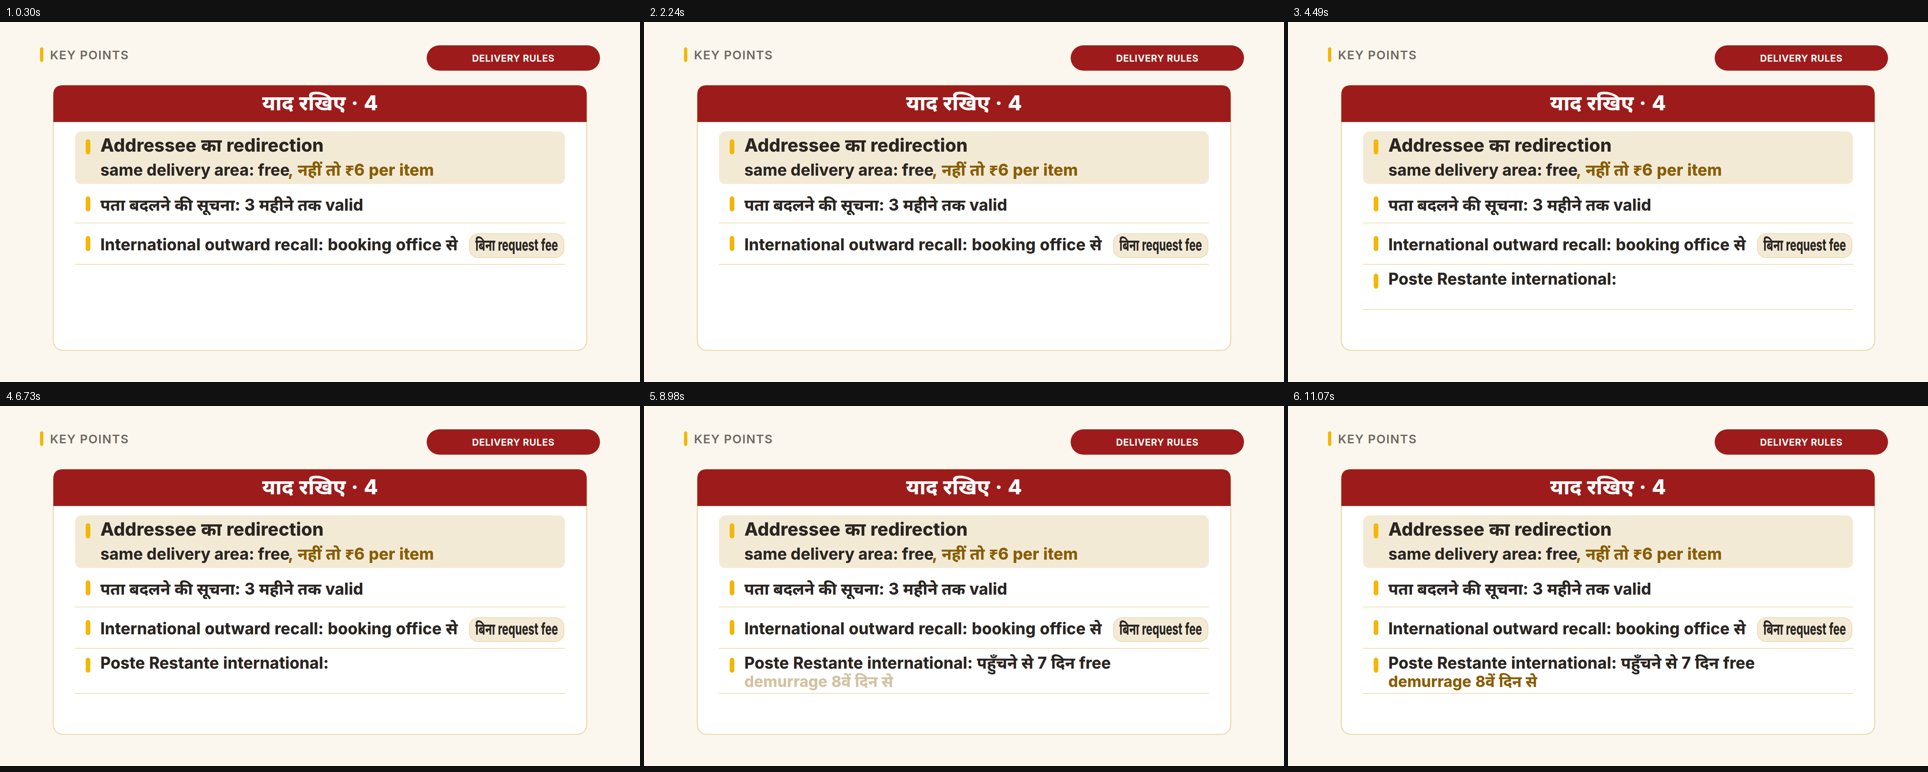 1. 0.30s
KEY POINTS
DELIVERY RULES
याद रखिए · 4
Addressee का redirection
same delivery area: free, नहीं तो ₹6 per item
पता बदलने की सूचना: 3 महीने तक valid
International outward recall: booking office से बिना request fee
2. 2.24s
KEY POINTS
DELIVERY RULES
याद रखिए · 4
Addressee का redirection
same delivery area: free, नहीं तो ₹6 per item
पता बदलने की सूचना: 3 महीने तक valid
International outward recall: booking office से बिना request fee
3. 4.49s
KEY POINTS
DELIVERY RULES
याद रखिए · 4
Addressee का redirection
same delivery area: free, नहीं तो ₹6 per item
पता बदलने की सूचना: 3 महीने तक valid
International outward recall: booking office से बिना request fee
Poste Restante international:
4. 6.73s
KEY POINTS
DELIVERY RULES
याद रखिए · 4
Addressee का redirection
same delivery area: free, नहीं तो ₹6 per item
पता बदलने की सूचना: 3 महीने तक valid
International outward recall: booking office से बिना request fee
Poste Restante international:
5. 8.98s
KEY POINTS
DELIVERY RULES
याद रखिए · 4
Addressee का redirection
same delivery area: free, नहीं तो ₹6 per item
पता बदलने की सूचना: 3 महीने तक valid
International outward recall: booking office से बिना request fee
Poste Restante international: पहुँचने से 7 दिन free
demurrage 8वें दिन से
6. 11.07s
KEY POINTS
DELIVERY RULES
याद रखिए · 4
Addressee का redirection
same delivery area: free, नहीं तो ₹6 per item
पता बदलने की सूचना: 3 महीने तक valid
International outward recall: booking office से बिना request fee
Poste Restante international: पहुँचने से 7 दिन free
demurrage 8वें दिन से